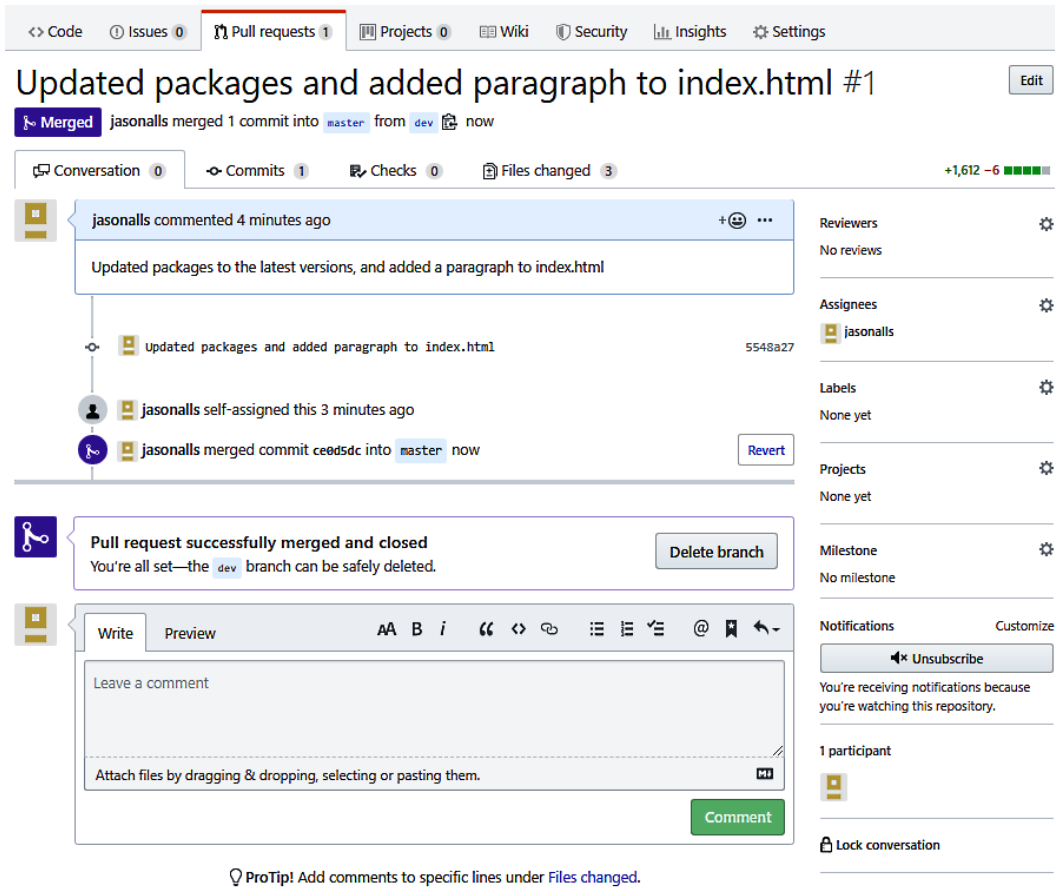 Code Issues 0 Pull requests 1 Projects 0 Wiki Security Insights Settings
Updated packages and added paragraph to index.html #1
Edit
Merged jasonalls merged 1 commit into master from dev now
Conversation 0 Commits 1 Checks 0 Files changed 3 +1,612 −6
jasonalls commented 4 minutes ago
Updated packages to the latest versions, and added a paragraph to index.html
Updated packages and added paragraph to index.html 5548a27
jasonalls self-assigned this 3 minutes ago
jasonalls merged commit ce0d5dc into master now
Revert
Pull request successfully merged and closed
You're all set—the dev branch can be safely deleted.
Delete branch
Write Preview
Leave a comment
Attach files by dragging & dropping, selecting or pasting them.
Comment
ProTip! Add comments to specific lines under Files changed.
Reviewers
No reviews
Assignees
jasonalls
Labels
None yet
Projects
None yet
Milestone
No milestone
Notifications Customize
Unsubscribe
You're receiving notifications because
you're watching this repository.
1 participant
Lock conversation